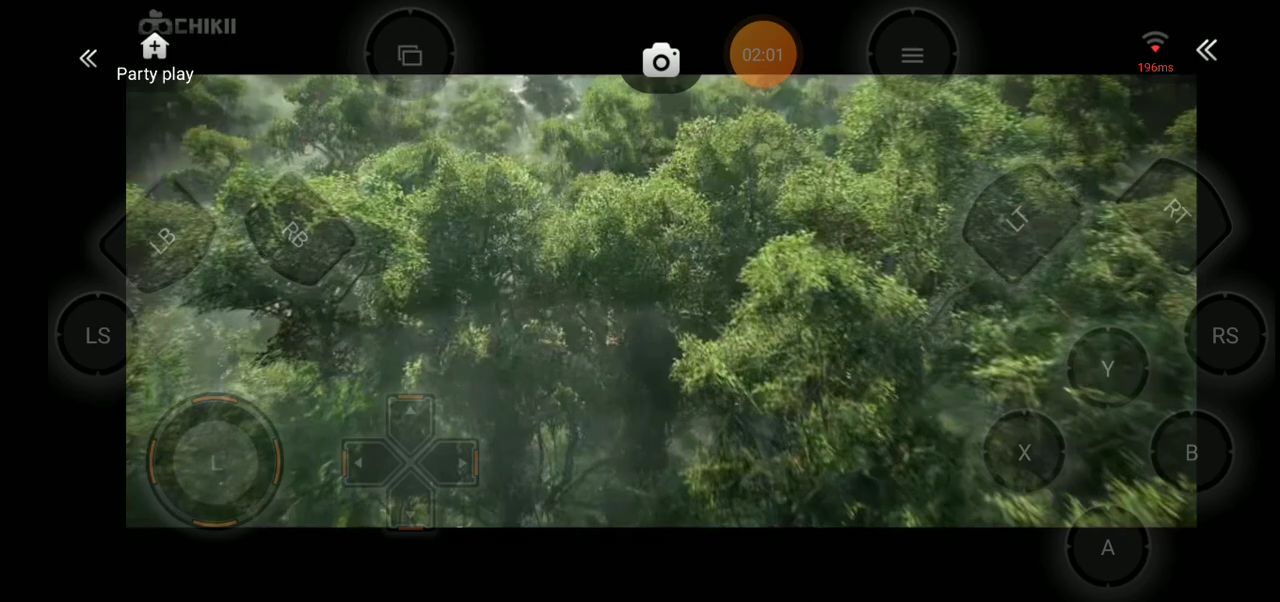 CHIKII
Party play
02:01
196ms
LB
RB
LT
RT
LS
RS
Y
X
B
L
A